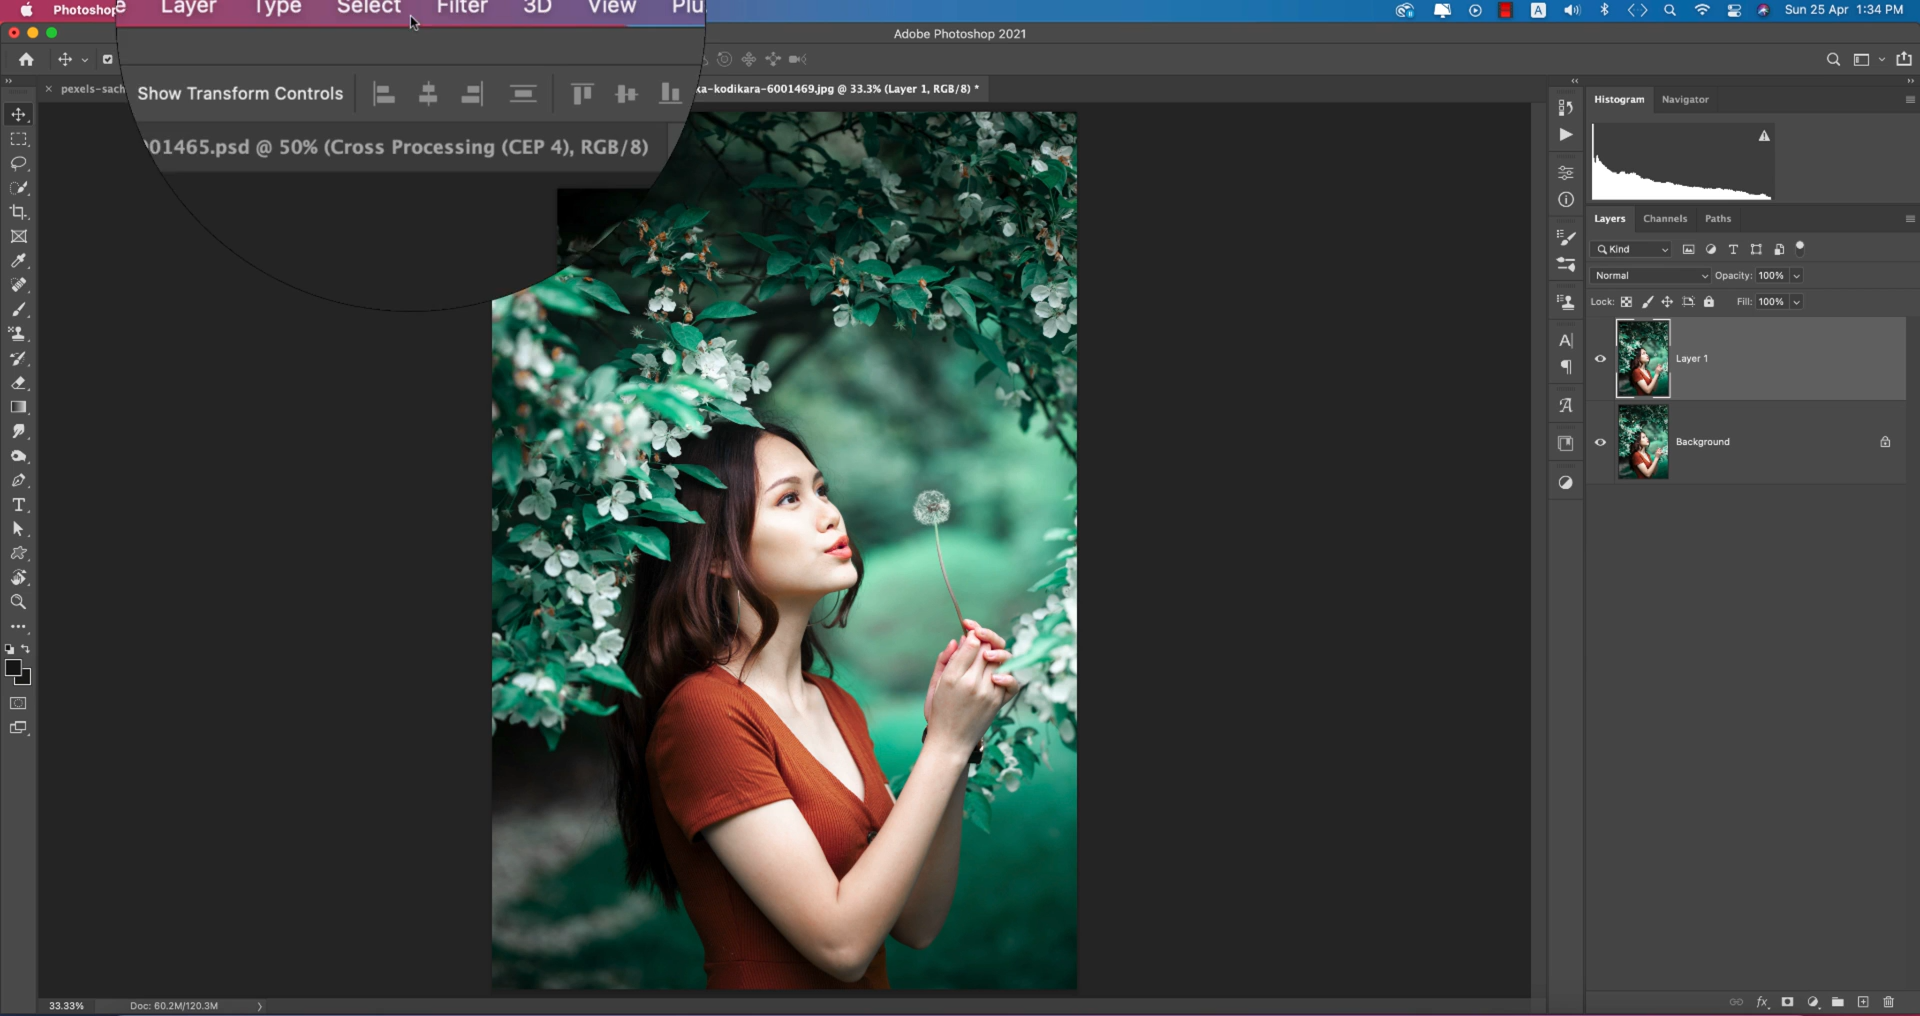 Photoshop
e Layer Type Select Filter 3D View Plu
A
Sun 25 Apr 1:34 PM
Adobe Photoshop 2021
Show Transform Controls
pexels-sach
01465.psd @ 50% (Cross Processing (CEP 4), RGB/8)
ka-kodikara-6001469.jpg @ 33.3% (Layer 1, RGB/8) *
Histogram Navigator
Layers Channels Paths
Kind
Normal Opacity: 100%
Lock: Fill: 100%
Layer 1
Background
33.33% Doc: 60.2M/120.3M
fx